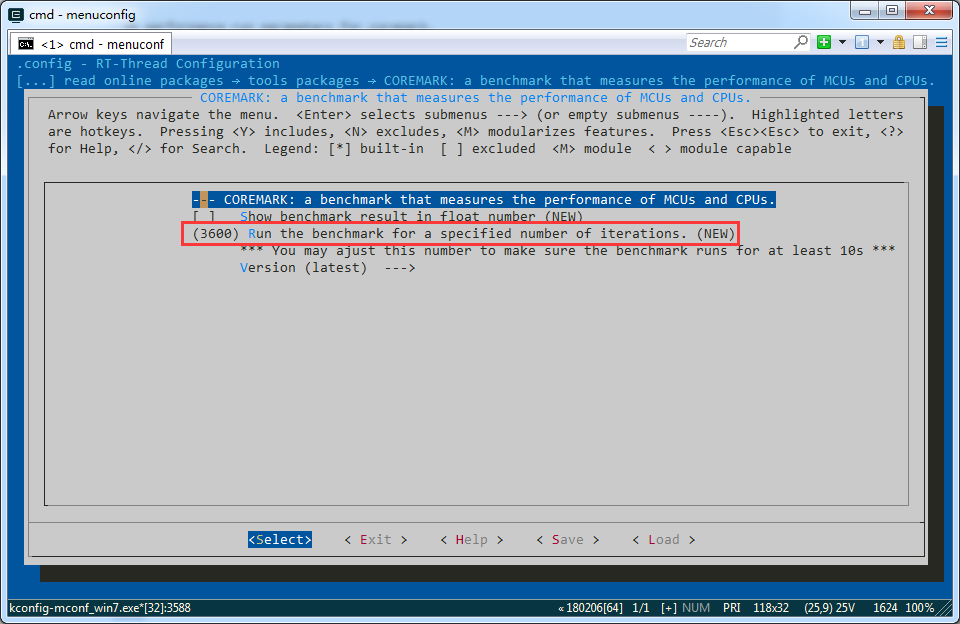 cmd - menuconfig
<1> cmd - menuconf
Search
.config - RT-Thread Configuration
[...] read online packages → tools packages → COREMARK: a benchmark that measures the performance of MCUs and CPUs.
COREMARK: a benchmark that measures the performance of MCUs and CPUs.
Arrow keys navigate the menu.  <Enter> selects submenus ---> (or empty submenus ----).  Highlighted letters
are hotkeys.  Pressing <Y> includes, <N> excludes, <M> modularizes features.  Press <Esc><Esc> to exit, <?>
for Help, </> for Search.  Legend: [*] built-in  [ ] excluded  <M> module  < > module capable
--- COREMARK: a benchmark that measures the performance of MCUs and CPUs.
[ ]   Show benchmark result in float number (NEW)
(3600) Run the benchmark for a specified number of iterations. (NEW)
*** You may ajust this number to make sure the benchmark runs for at least 10s ***
Version (latest)  --->
<Select>    < Exit >    < Help >    < Save >    < Load >
kconfig-mconf_win7.exe*[32]:3588 «180206[64] 1/1 [+] NUM PRI 118x32 (25,9) 25V 1624 100%